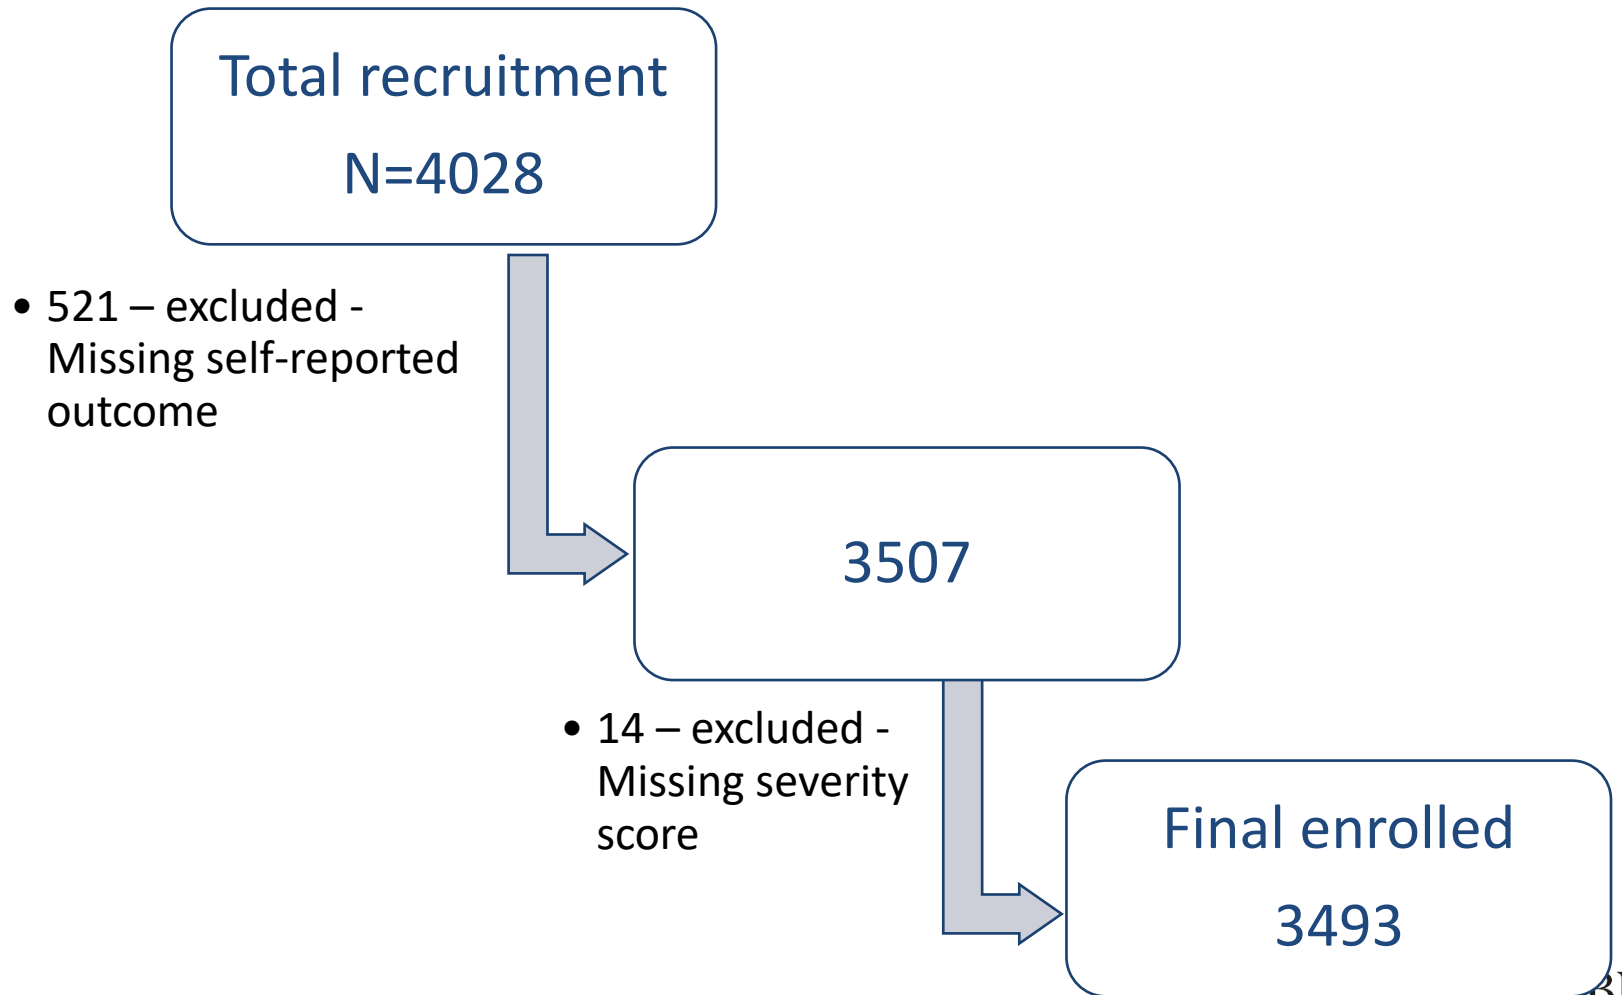 Total recruitment
N=4028
• 521 – excluded -
Missing self-reported
outcome
3507
• 14 – excluded -
Missing severity
score
Final enrolled
3493